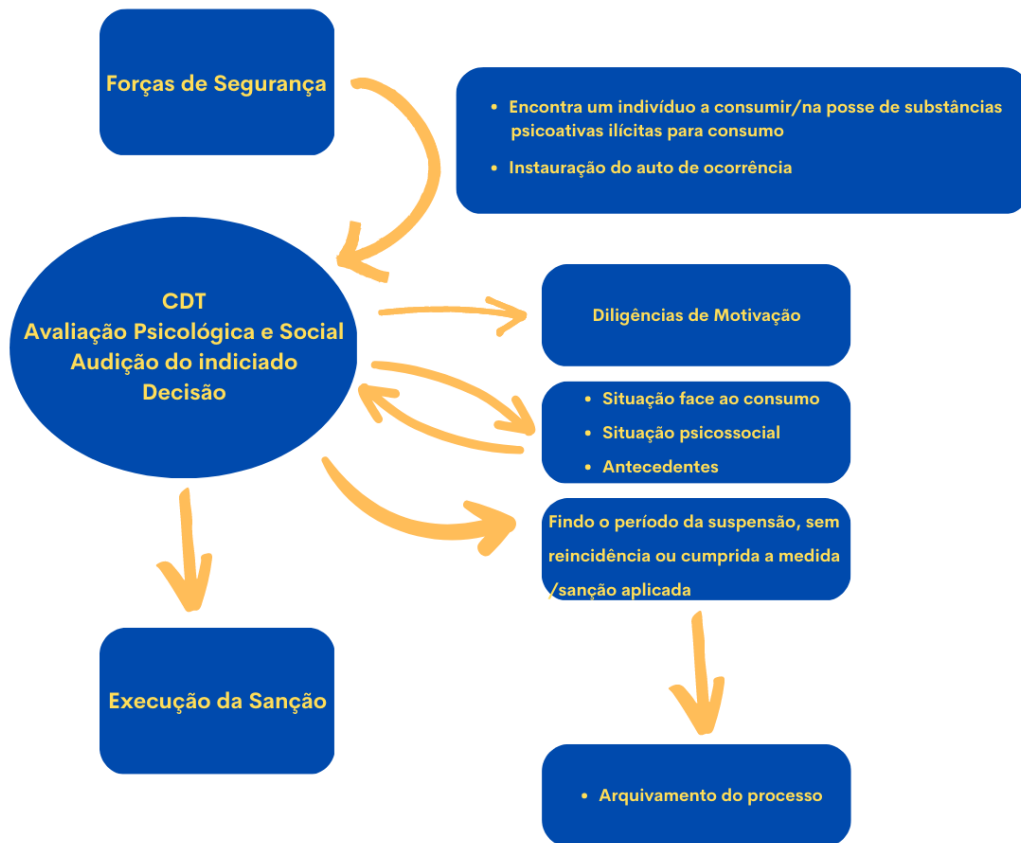 Forças de Segurança
• Encontra um indivíduo a consumir/na posse de substâncias
psicoativas ilícitas para consumo
• Instauração do auto de ocorrência
CDT
Avaliação Psicológica e Social
Audição do indiciado
Decisão
Diligências de Motivação
• Situação face ao consumo
• Situação psicossocial
• Antecedentes
Findo o período da suspensão, sem
reincidência ou cumprida a medida
/sanção aplicada
Execução da Sanção
• Arquivamento do processo